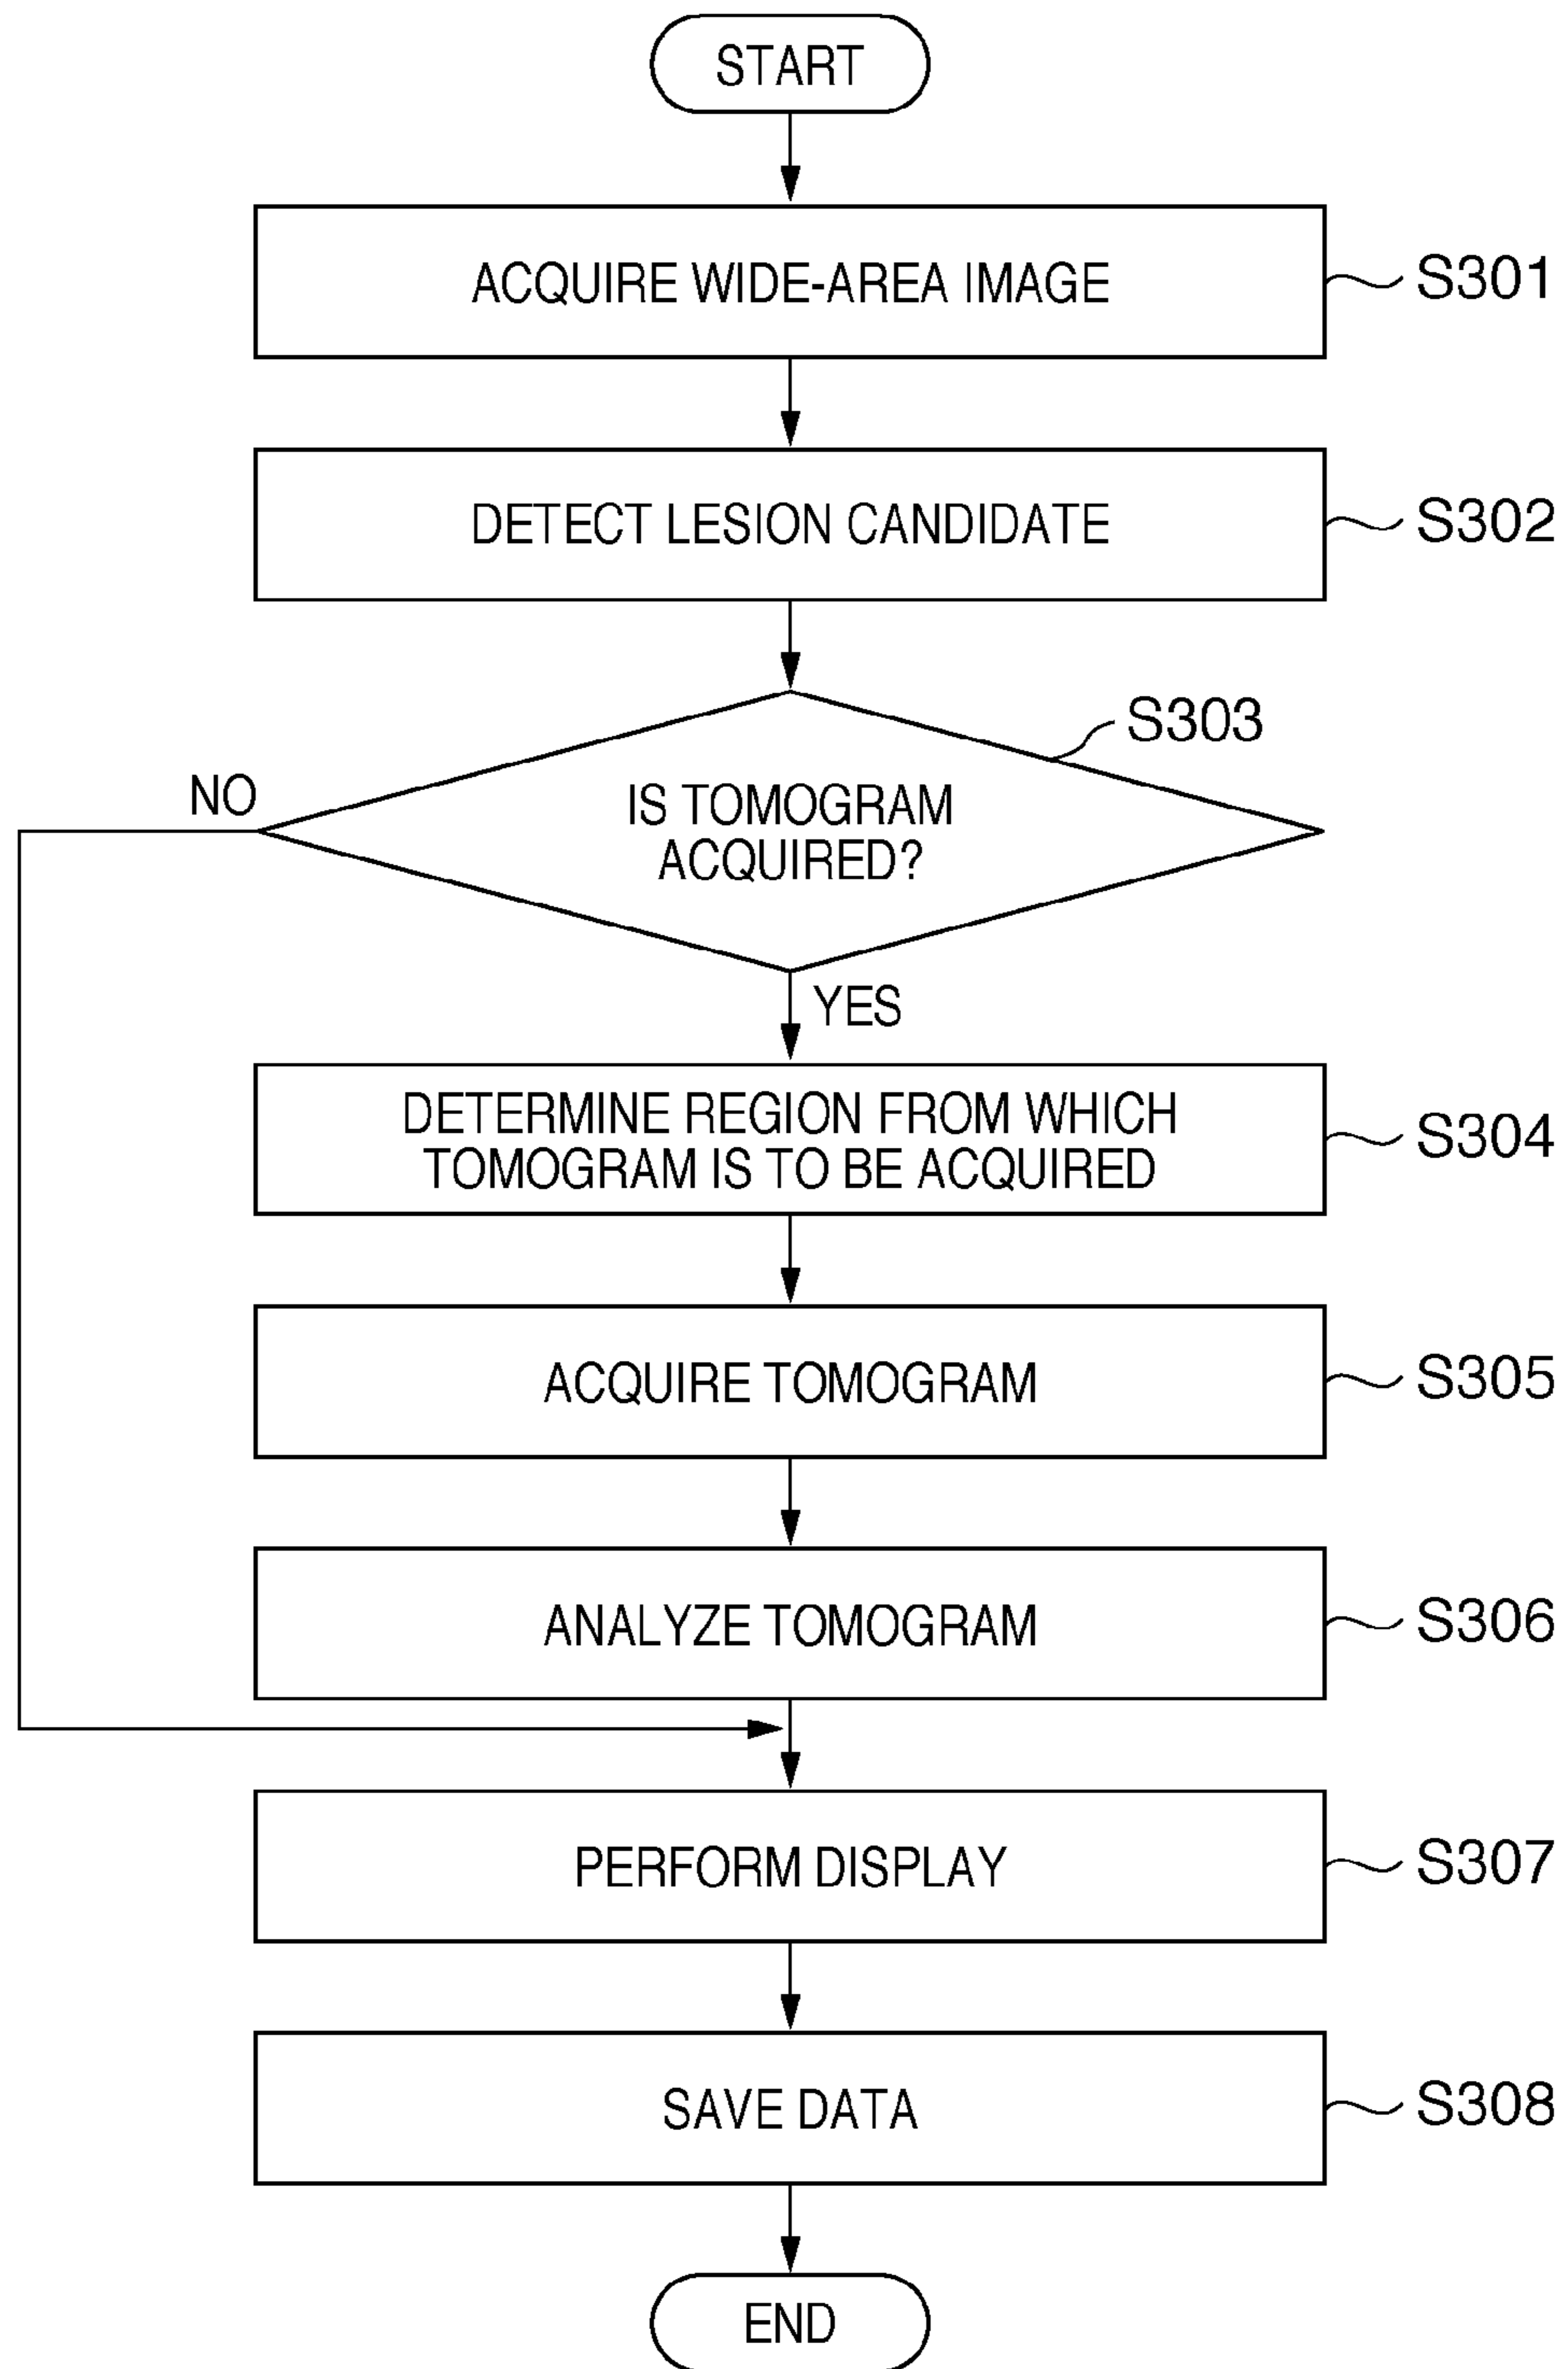 START
ACQUIRE WIDE-AREA IMAGE
S301
DETECT LESION CANDIDATE
S302
S303
NO
IS TOMOGRAM
ACQUIRED?
YES
DETERMINE REGION FROM WHICH
TOMOGRAM IS TO BE ACQUIRED
S304
ACQUIRE TOMOGRAM
S305
ANALYZE TOMOGRAM
S306
PERFORM DISPLAY
S307
SAVE DATA
S308
END